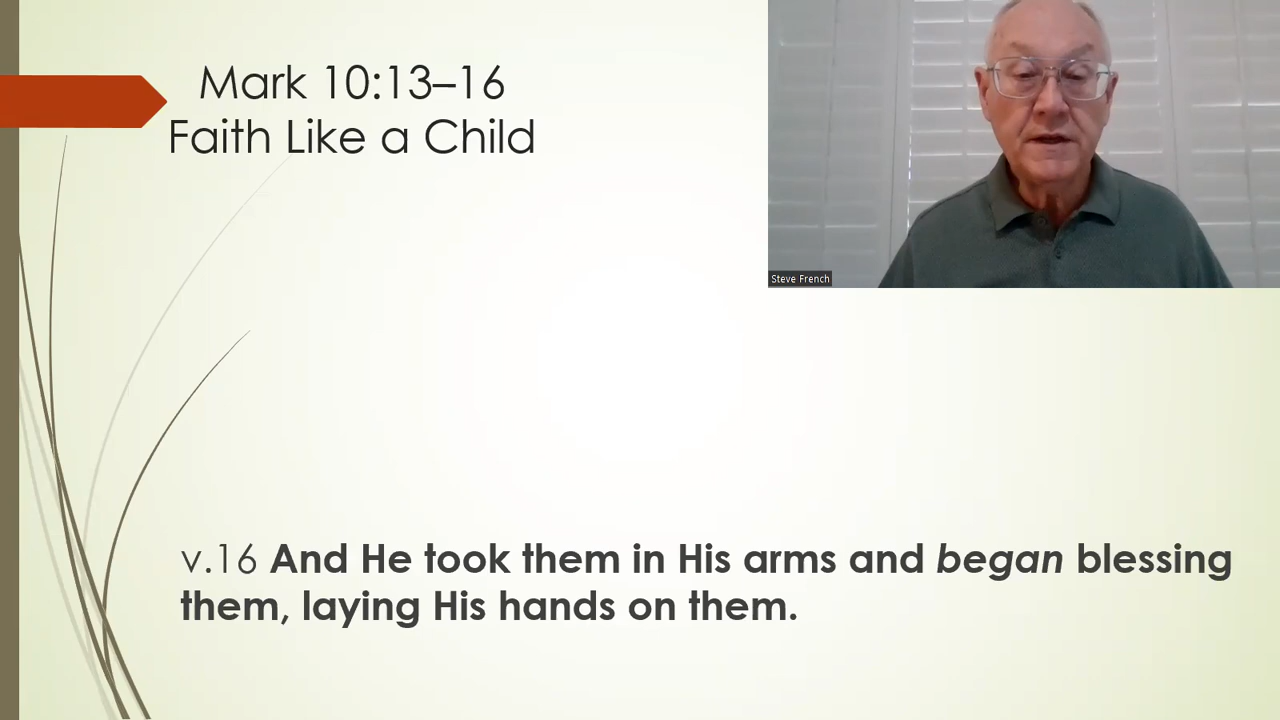 Mark 10:13–16
Faith Like a Child
Steve French
v.16 And He took them in His arms and began blessing
them, laying His hands on them.